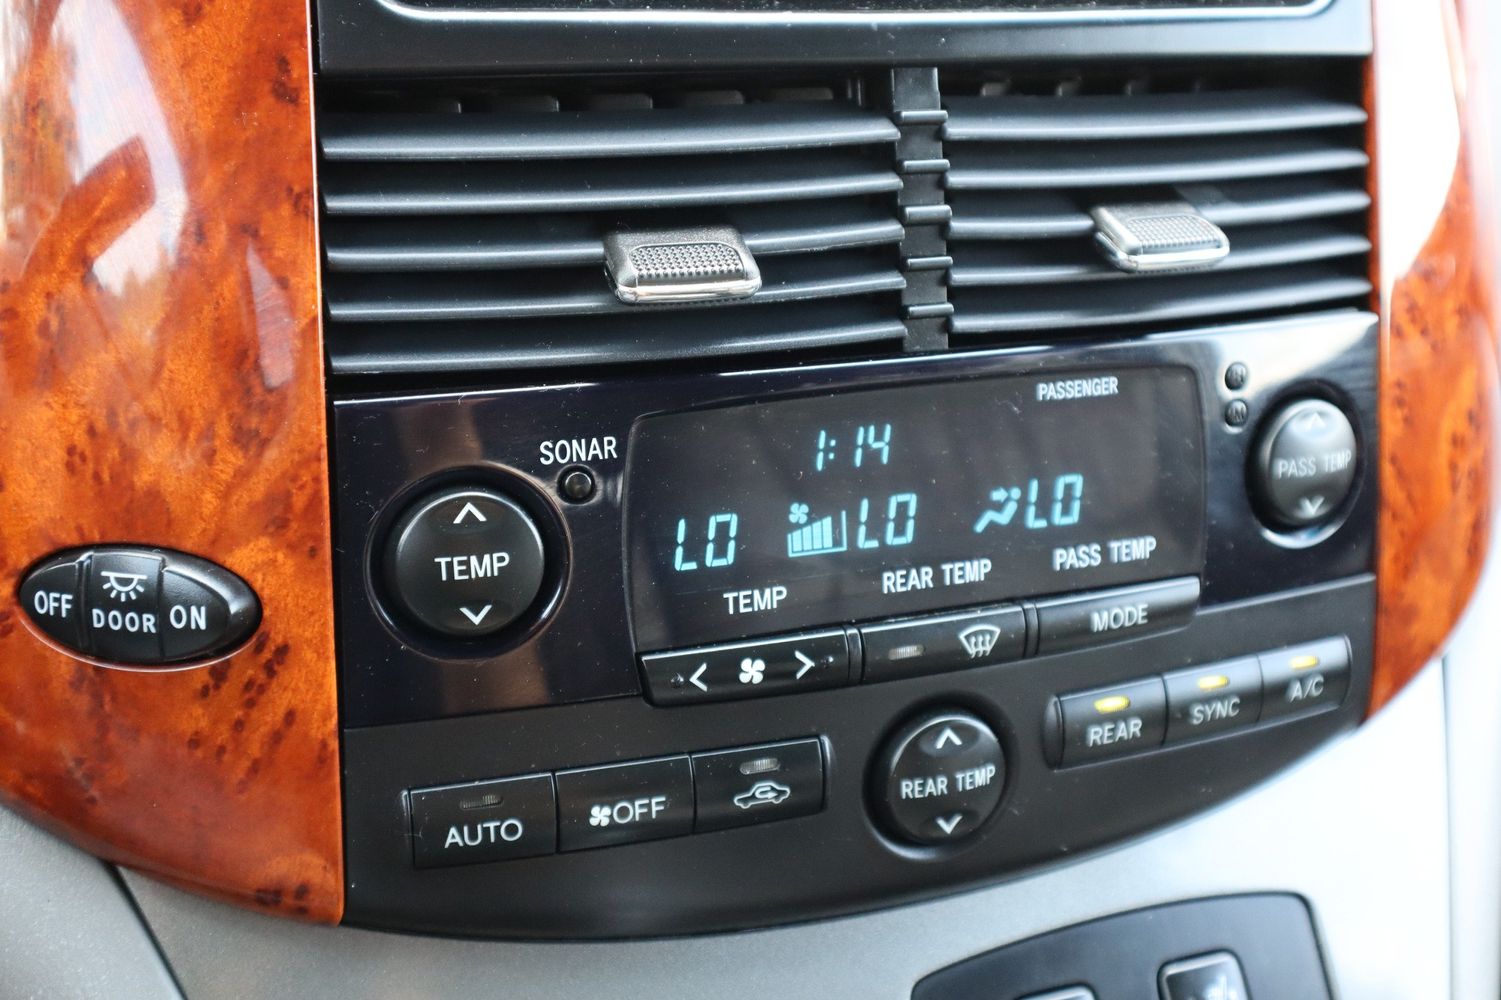 PASSENGER
SONAR
1:14
LO LO LO
TEMP REAR TEMP PASS TEMP
TEMP
PASS TEMP
OFF DOOR ON
MODE
REAR SYNC A/C
AUTO OFF
REAR TEMP